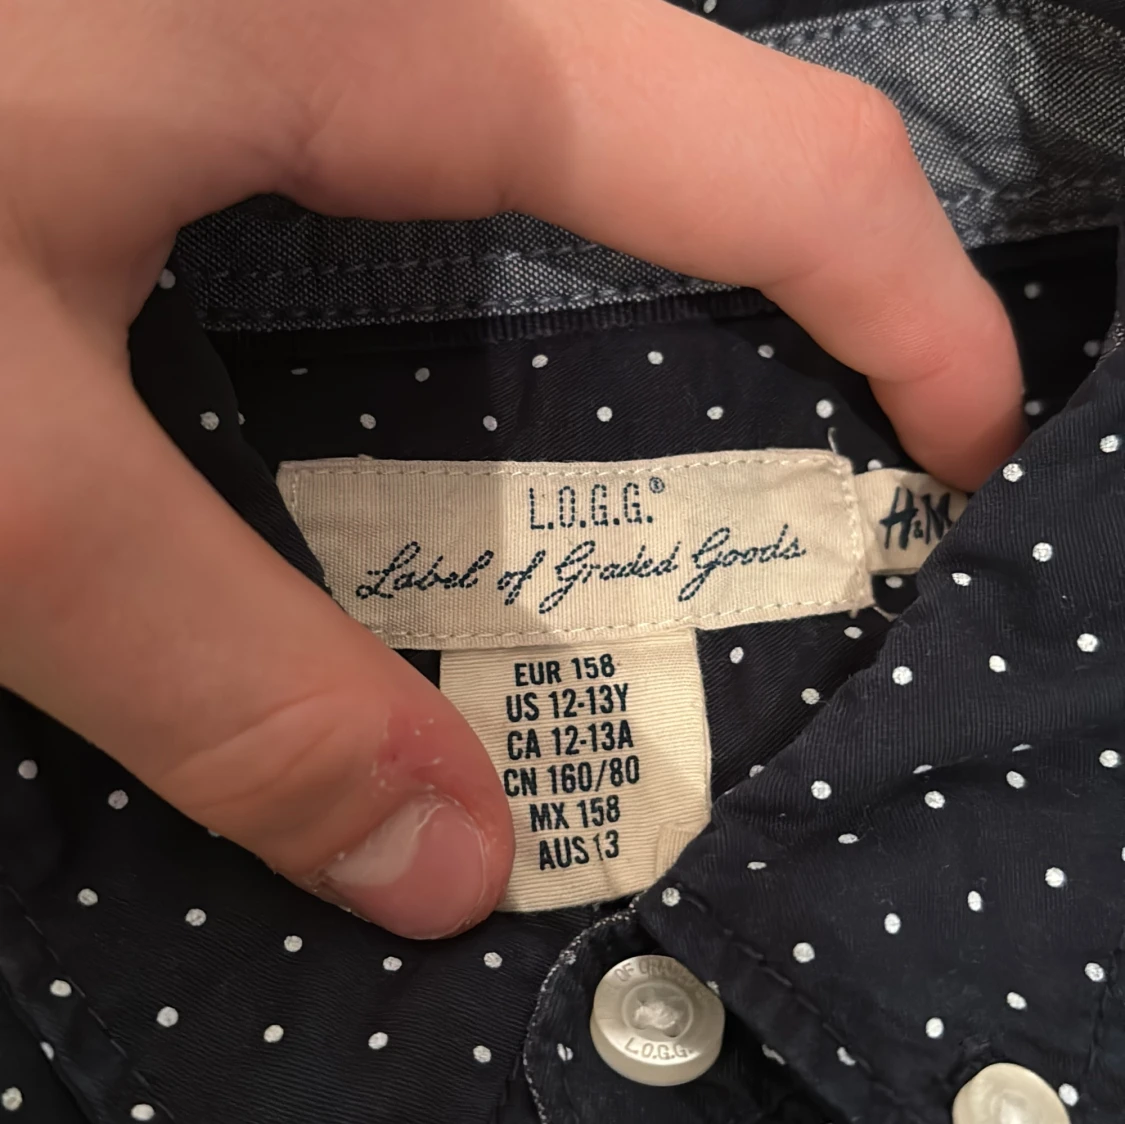 L.O.G.G.®
Label of Graded Goods
H&M
EUR 158
US 12-13Y
CA 12-13A
CN 160/80
MX 158
AUS 13
OF
L.O.G.G.